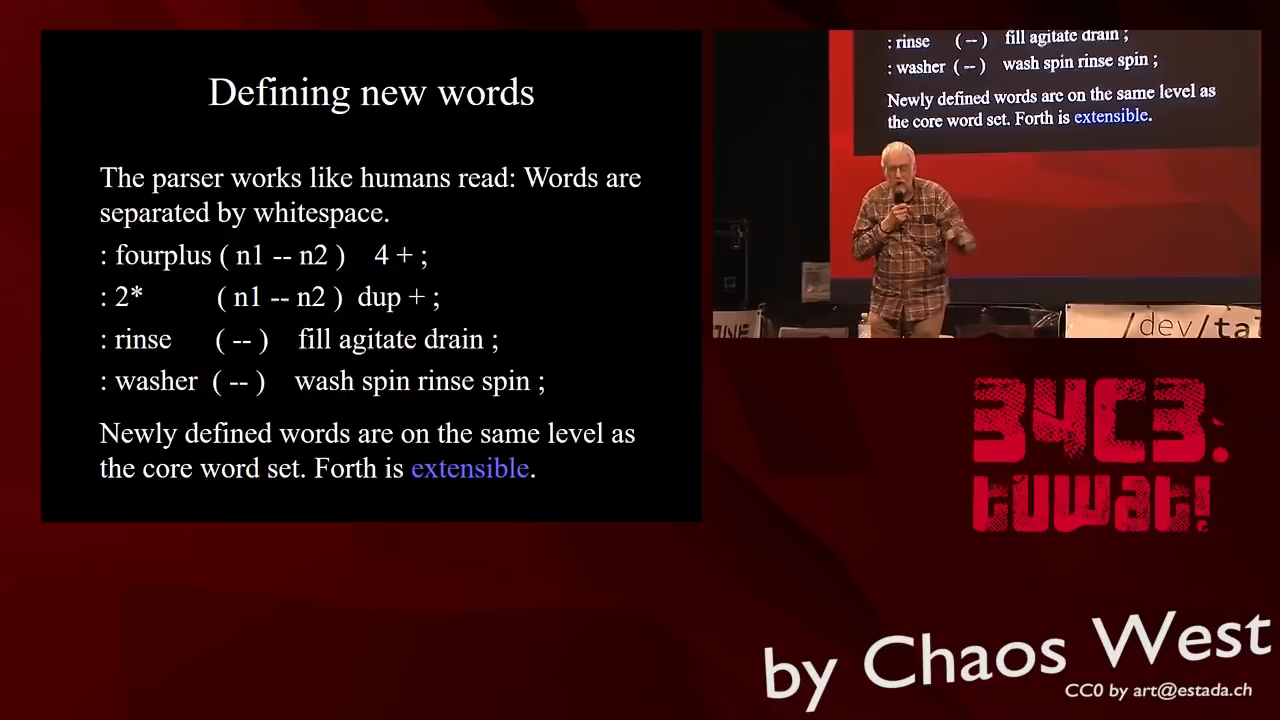 Defining new words
The parser works like humans read: Words are
separated by whitespace.
: fourplus ( n1 -- n2 ) 4 + ;
: 2* ( n1 -- n2 ) dup + ;
: rinse ( -- ) fill agitate drain ;
: washer ( -- ) wash spin rinse spin ;
Newly defined words are on the same level as
the core word set. Forth is extensible.
: rinse ( -- ) fill agitate drain ;
: washer ( -- ) wash spin rinse spin ;
Newly defined words are on the same level as
the core word set. Forth is extensible.
/dev/ta
34C3:
tuwat!
by Chaos West
CC0 by art@estada.ch